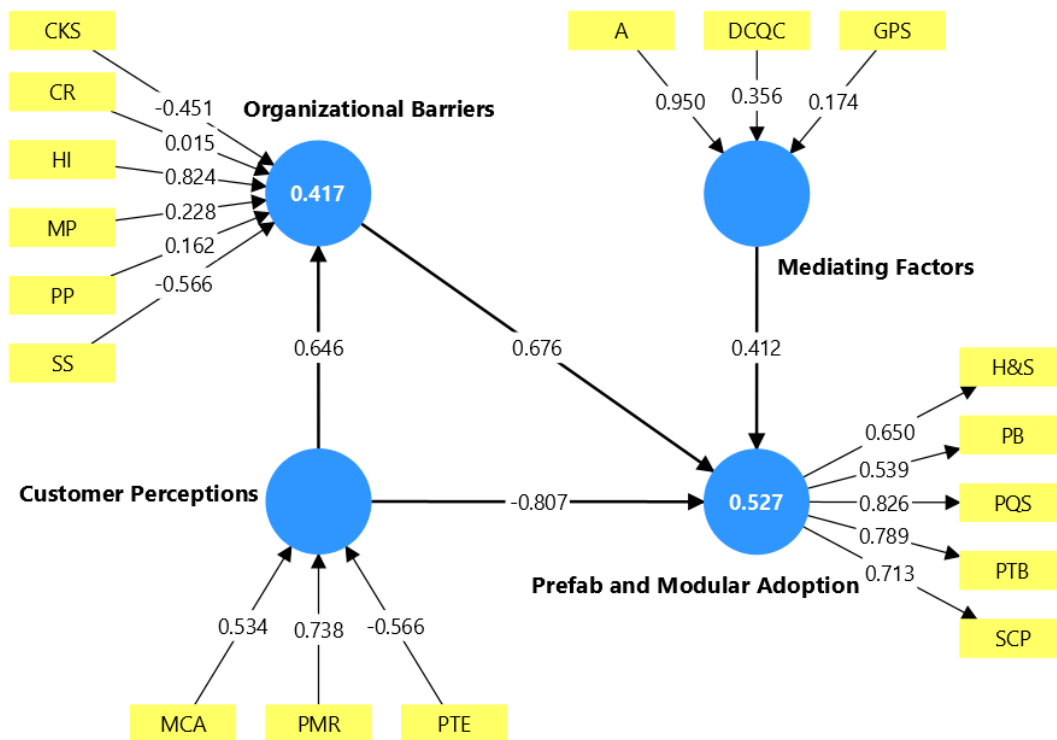 CKS
CR
HI
MP
PP
SS
-0.451
0.015
0.824
0.228
0.162
-0.566
Organizational Barriers
0.417
A
DCQC
GPS
0.950
0.356
0.174
Mediating Factors
0.646
0.676
0.412
Customer Perceptions
-0.807
0.527
Prefab and Modular Adoption
0.650
0.539
0.826
0.789
0.713
H&S
PB
PQS
PTB
SCP
0.534
0.738
-0.566
MCA
PMR
PTE